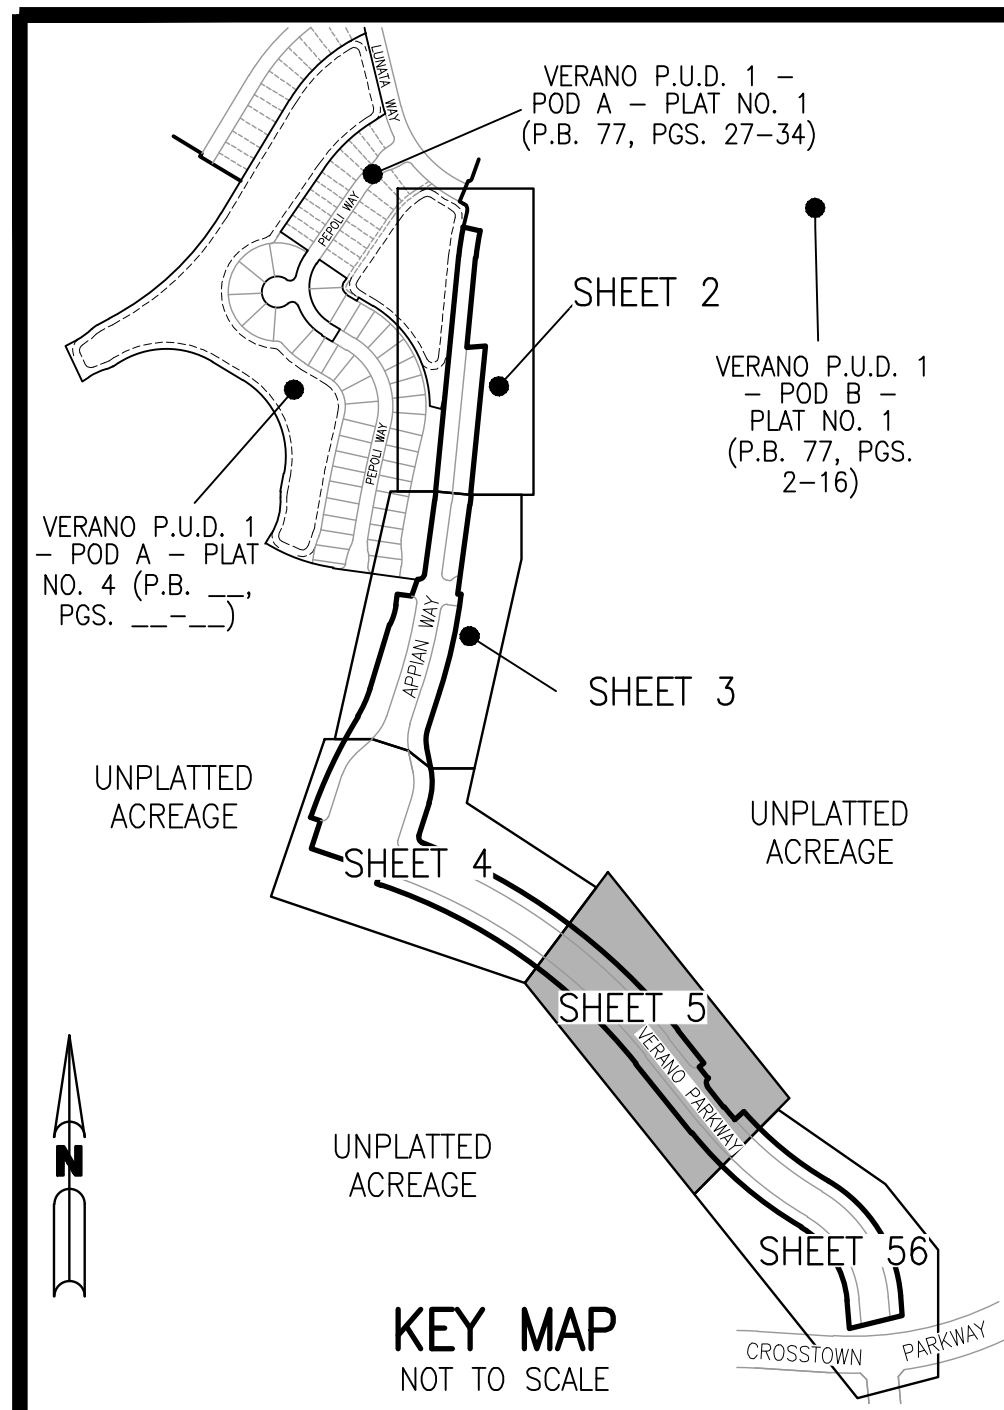 LUNATA WAY
VERANO P.U.D. 1 –
POD A – PLAT NO. 1
(P.B. 77, PGS. 27–34)
PEPOLI WAY
SHEET 2
VERANO P.U.D. 1
– POD B –
PLAT NO. 1
(P.B. 77, PGS.
2–16)
PEPOLI WAY
VERANO P.U.D. 1
– POD A – PLAT
NO. 4 (P.B. __,
PGS. __–__)
APPIAN WAY
SHEET 3
UNPLATTED
ACREAGE
UNPLATTED
ACREAGE
SHEET 4
SHEET 5
VERANO PARKWAY
N
UNPLATTED
ACREAGE
SHEET 56
KEY MAP
NOT TO SCALE
CROSSTOWN PARKWAY